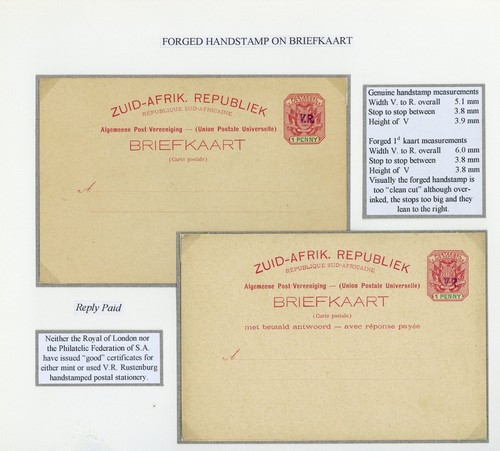 FORGED HANDSTAMP ON BRIEFKAART
ZUID-AFRIK. REPUBLIEK
RÉPUBLIQUE SUD-AFRICAINE
Algemeene Post-Vereeniging — (Union Postale Universelle)
BRIEFKAART
(Carte postale)
A
V.R.
1 PENNY
Genuine handstamp measurements
Width V. to R. overall 5.1 mm
Stop to stop between 3.8 mm
Height of V 3.9 mm
Forged 1d kaart measurements
Width V. to R. overall 6.0 mm
Stop to stop between 3.8 mm
Height of V 3.8 mm
Visually the forged handstamp is
too "clean cut" although over-
inked, the stops too big and they
lean to the right.
ZUID-AFRIK. REPUBLIEK
RÉPUBLIQUE SUD-AFRICAINE
Algemeene Post-Vereeniging — (Union Postale Universelle)
BRIEFKAART
(Carte postale)
met betaald antwoord — avec réponse payée
A
V.R.
1 PENNY
Reply Paid
Neither the Royal of London nor
the Philatelic Federation of S.A.
have issued "good" certificates for
either mint or used V.R. Rustenburg
handstamped postal stationery.